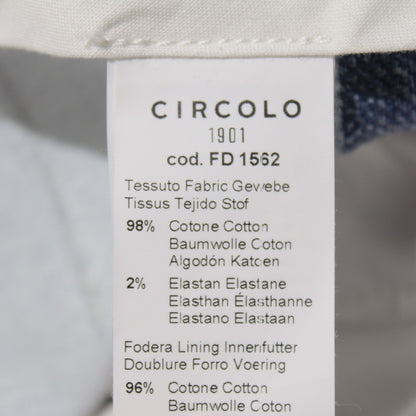 CIRCOLO
1901
cod. FD 1562
Tessuto Fabric Gewebe
Tissus Tejido Stof
98% Cotone Cotton
Baumwolle Coton
Algodón Katoen
2% Elastan Elastane
Elasthan Élasthanne
Elastano Elastaan
Fodera Lining Innenfutter
Doublure Forro Voering
96% Cotone Cotton
Baumwolle Coton